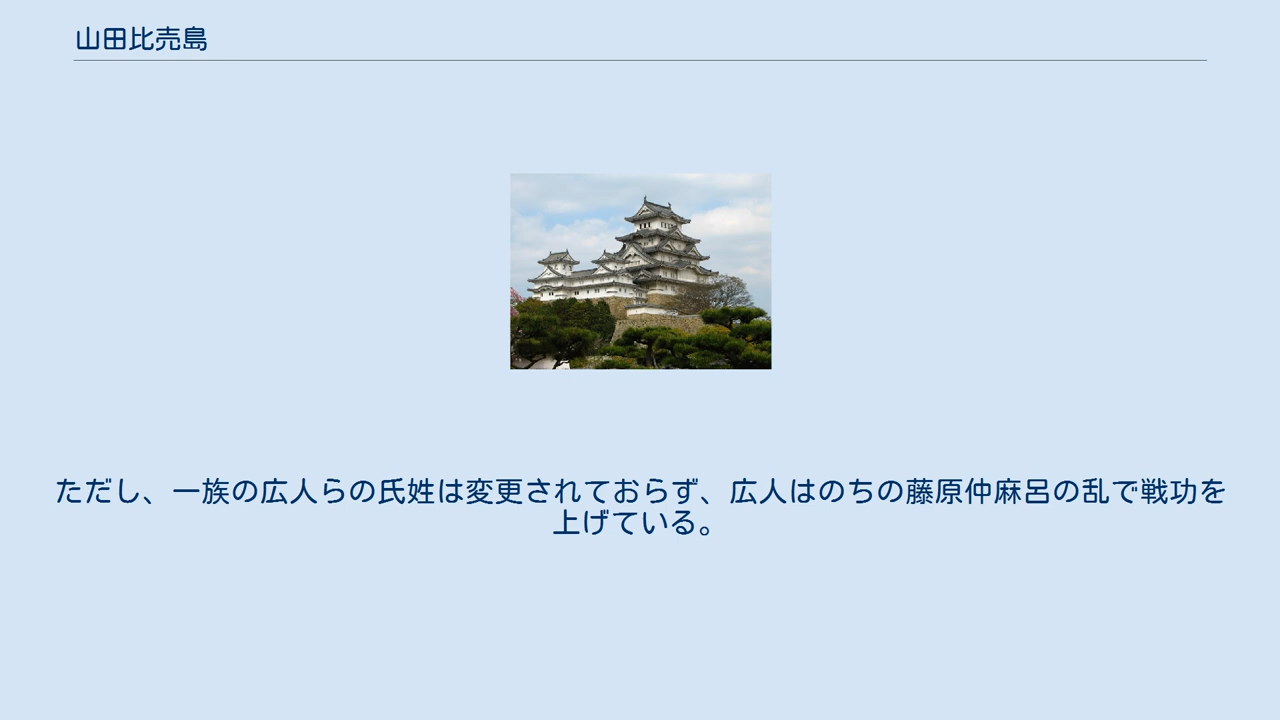 山田比売島
ただし、一族の広人らの氏姓は変更されておらず、広人はのちの藤原仲麻呂の乱で戦功を
上げている。